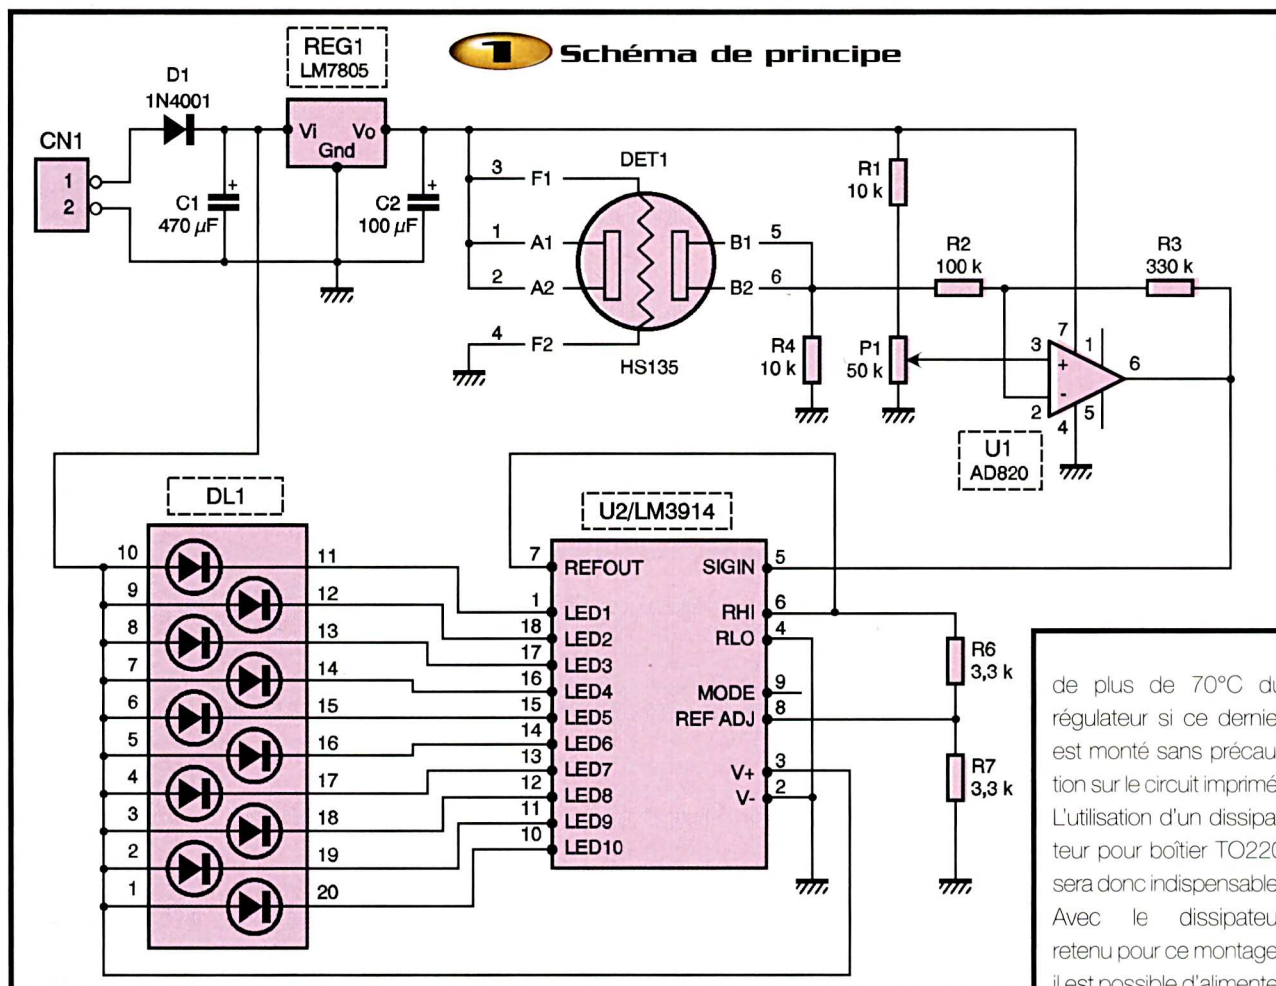 1 Schéma de principe
REG1
LM7805
D1
1N4001
CN1
1
2
Vi Vo
Gnd
+
C1
470 µF
+
C2
100 µF
DET1
3 F1
1 A1
2 A2
4 F2
B1 5
B2 6
HS135
R1
10 k
R2
100 k
R3
330 k
R4
10 k
P1
50 k
3
+
-
2
7
1
6
5
4
U1
AD820
DL1
10 11
9 12
8 13
7 14
6 15
5 16
4 17
3 18
2 19
1 20
U2/LM3914
7 REFOUT
1 LED1
18 LED2
17 LED3
16 LED4
15 LED5
14 LED6
13 LED7
12 LED8
11 LED9
10 LED10
SIGIN 5
RHI 6
RLO 4
MODE 9
REF ADJ 8
V+ 3
V- 2
R6
3,3 k
R7
3,3 k
de plus de 70°C du
régulateur si ce dernie
est monté sans précau
tion sur le circuit imprimé
L'utilisation d'un dissipa
teur pour boîtier TO220
sera donc indispensable
Avec le dissipateu
retenu pour ce montage
il est possible d'alimente